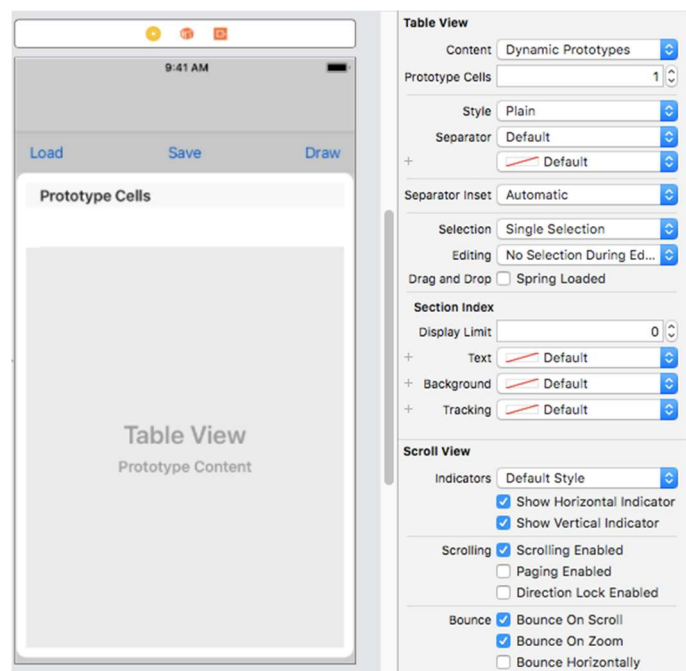 9:41 AM
Load Save Draw
Prototype Cells
Table View
Prototype Content
Table View
Content Dynamic Prototypes
Prototype Cells 1
Style Plain
Separator Default
+ Default
Separator Inset Automatic
Selection Single Selection
Editing No Selection During Ed...
Drag and Drop Spring Loaded
Section Index
Display Limit 0
+ Text Default
+ Background Default
+ Tracking Default
Scroll View
Indicators Default Style
Show Horizontal Indicator
Show Vertical Indicator
Scrolling Scrolling Enabled
Paging Enabled
Direction Lock Enabled
Bounce Bounce On Scroll
Bounce On Zoom
Bounce Horizontally